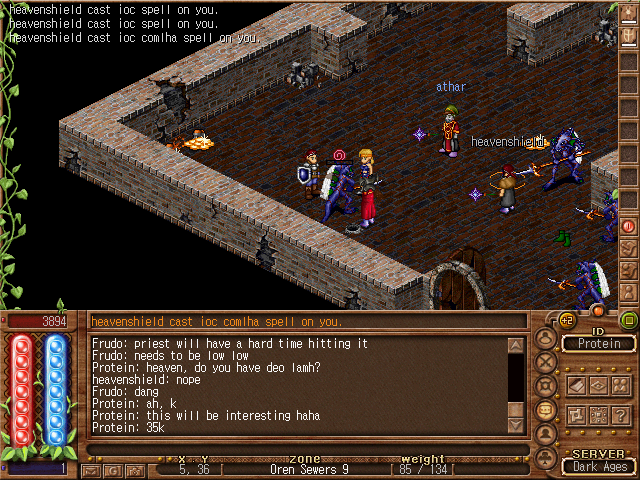 heavenshield cast ioc spell on you.
heavenshield cast ioc spell on you.
heavenshield cast ioc comlha spell on you.
athar
heavenshield
3894
heavenshield cast ioc comlha spell on you.
Frudo: priest will have a hard time hitting it
Frudo: needs to be low low
Protein: heaven, do you have deo lamh?
heavenshield: nope
Frudo: dang
Protein: ah, k
Protein: this will be interesting haha
Protein: 35k
1
X Y zone weight
5, 36 Oren Sewers 9 85 / 134
+2
ID
Protein
?
SERVER
Dark Ages